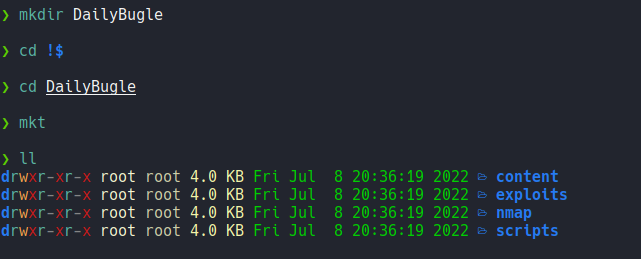 ❯ mkdir DailyBugle
❯ cd !$
❯ cd DailyBugle
❯ mkt
❯ ll
drwxr-xr-x root root 4.0 KB Fri Jul  8 20:36:19 2022 🗁 content
drwxr-xr-x root root 4.0 KB Fri Jul  8 20:36:19 2022 🗁 exploits
drwxr-xr-x root root 4.0 KB Fri Jul  8 20:36:19 2022 🗁 nmap
drwxr-xr-x root root 4.0 KB Fri Jul  8 20:36:19 2022 🗁 scripts